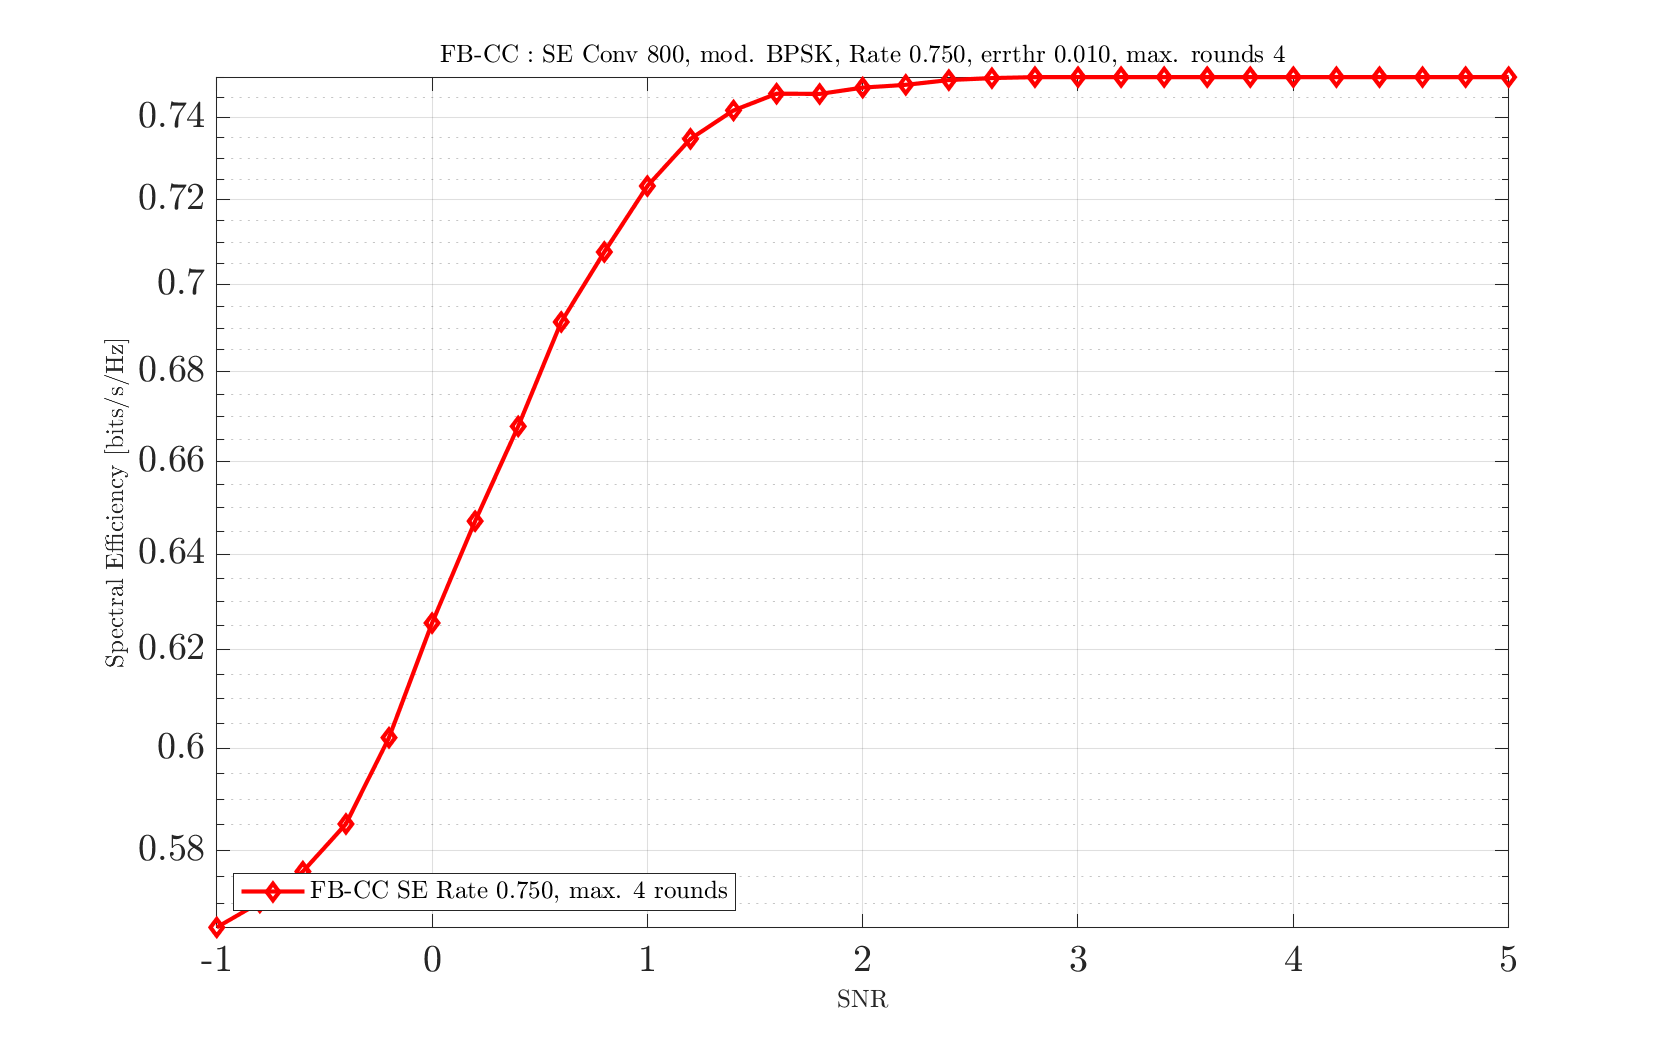 FB-CC : SE Conv 800, mod. BPSK, Rate 0.750, errthr 0.010, max. rounds 4
0.74
0.72
0.7
0.68
0.66
0.64
0.62
0.6
0.58
Spectral Efficiency [bits/s/Hz]
FB-CC SE Rate 0.750, max. 4 rounds
-1 0 1 2 3 4 5
SNR